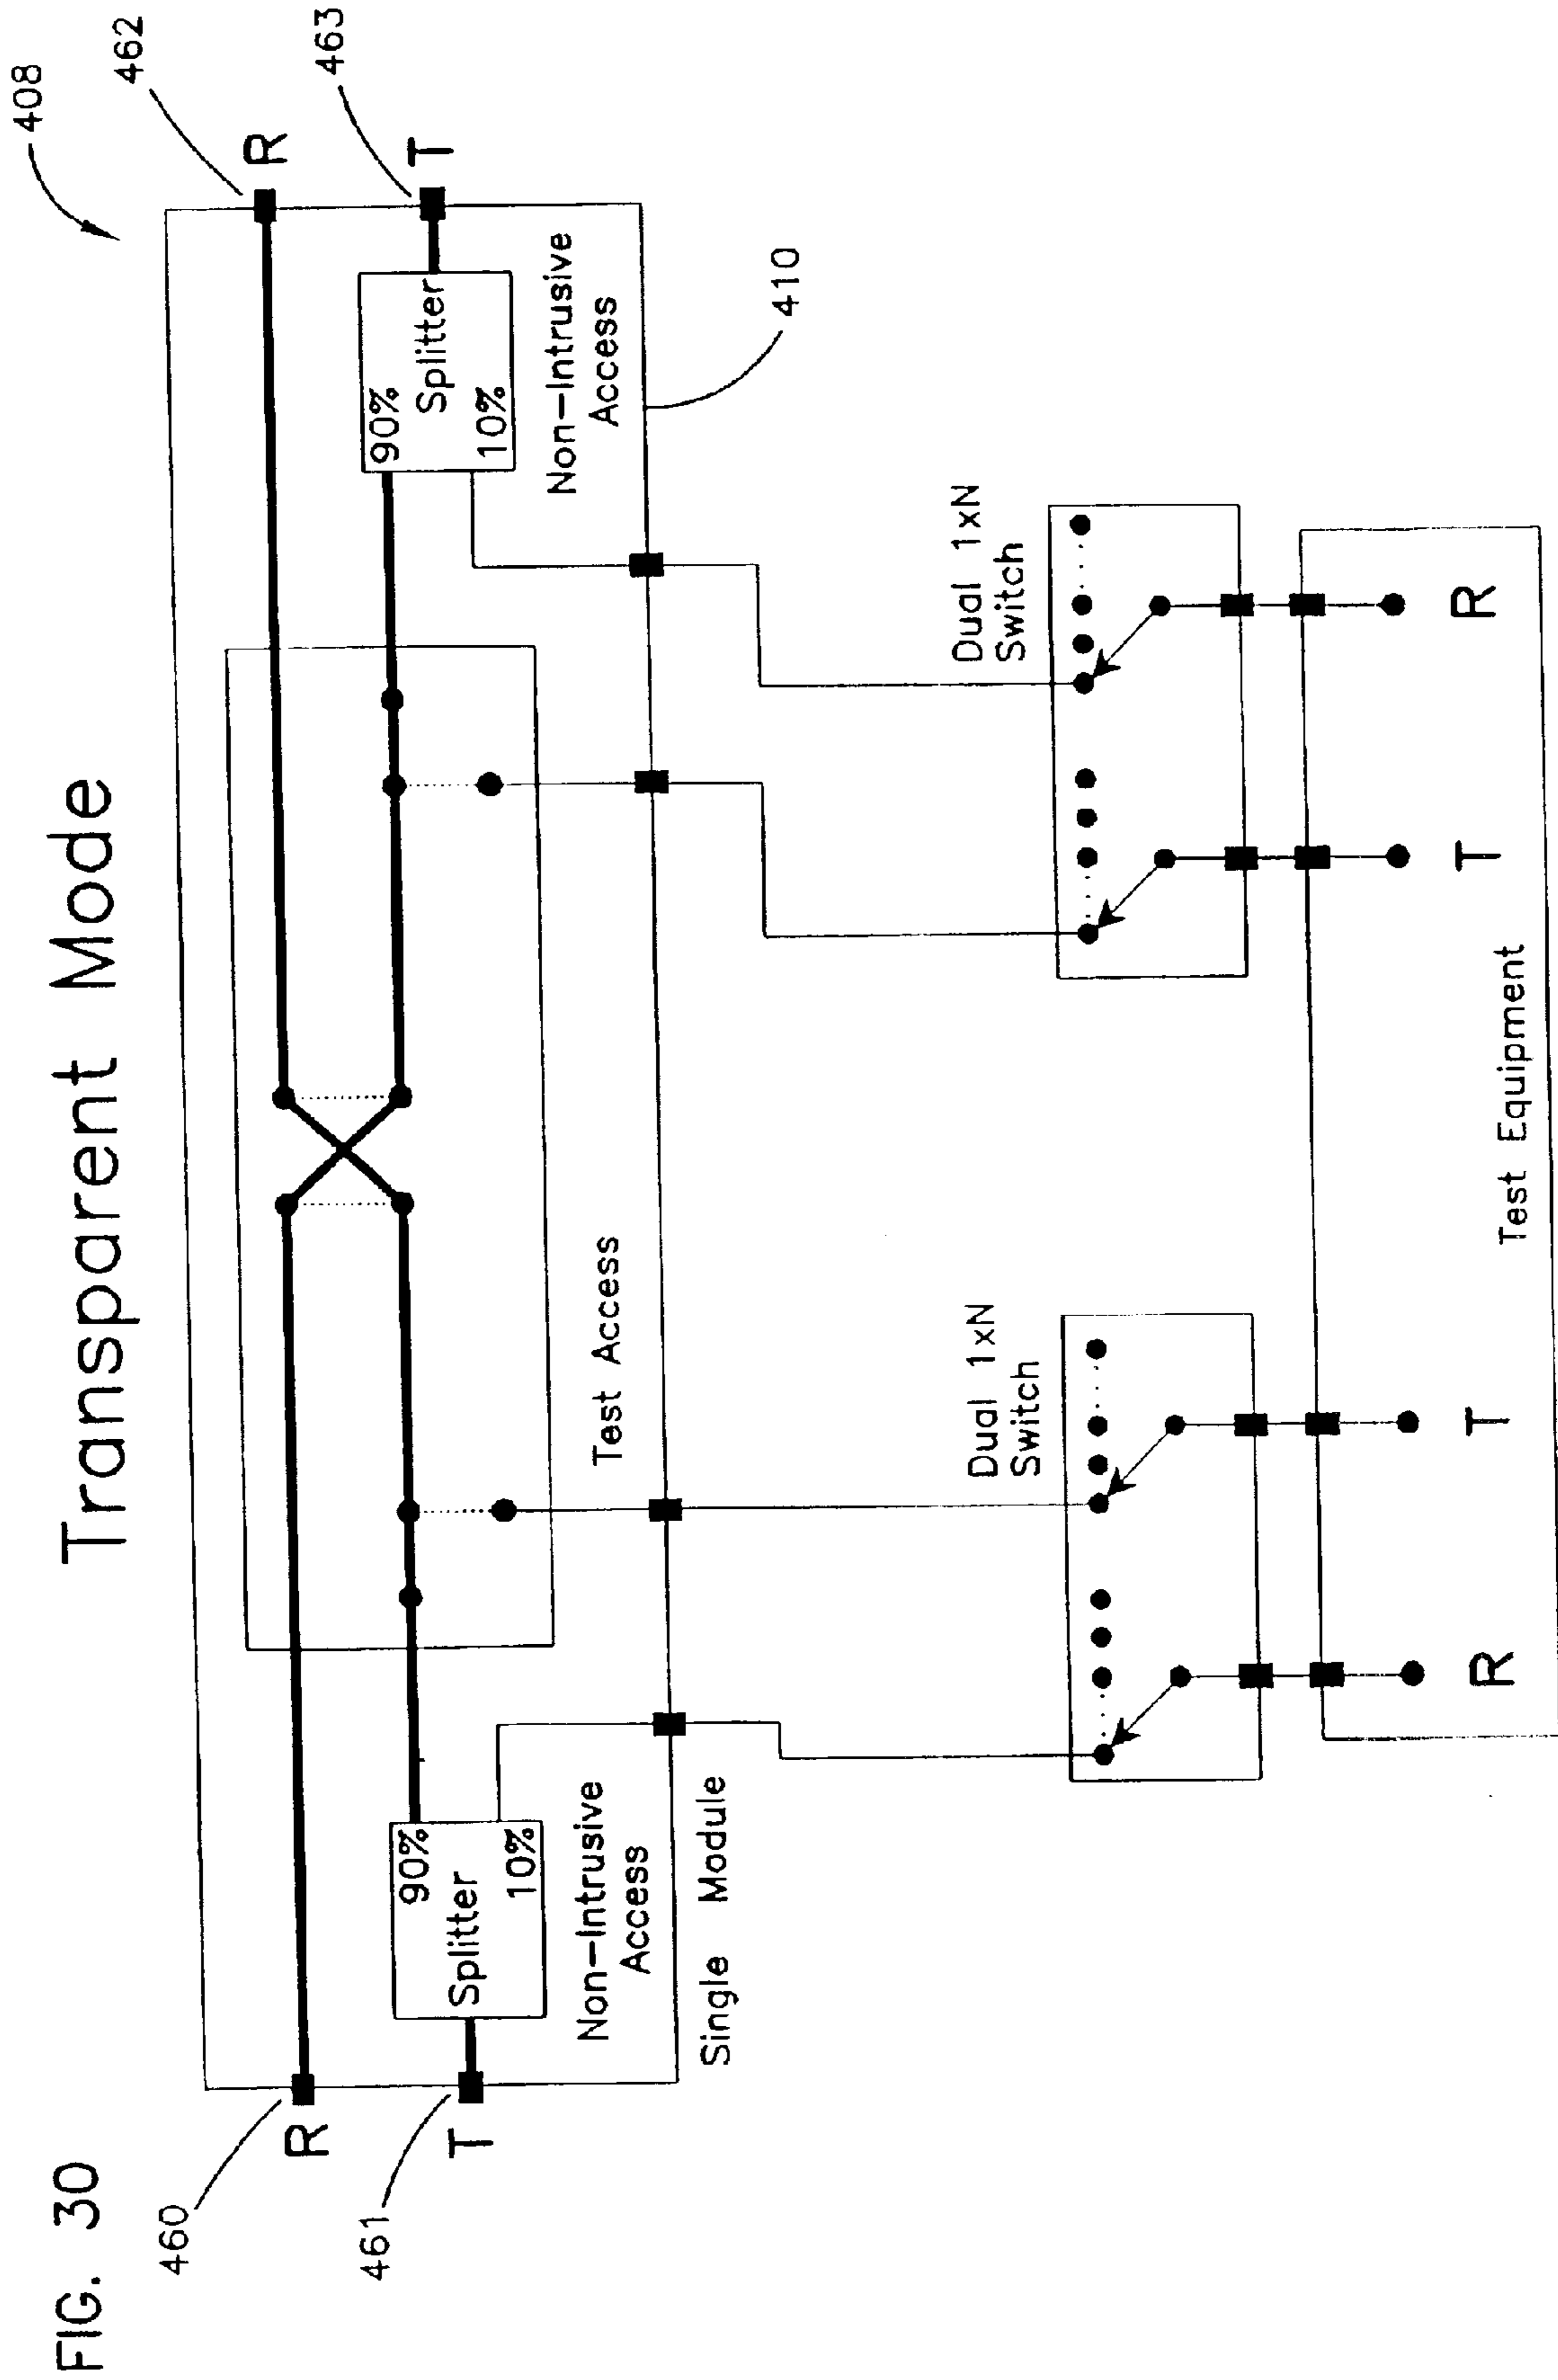 FIG. 30
Transparent Mode
408
460
R
461
T
462
R
463
T
Splitter
90%
10%
Non-Intrusive
Access
Test Access
90%
Splitter
10%
Non-Intrusive
Access
410
Single Module
Dual 1xN
Switch
Dual 1xN
Switch
R
T
T
R
Test Equipment